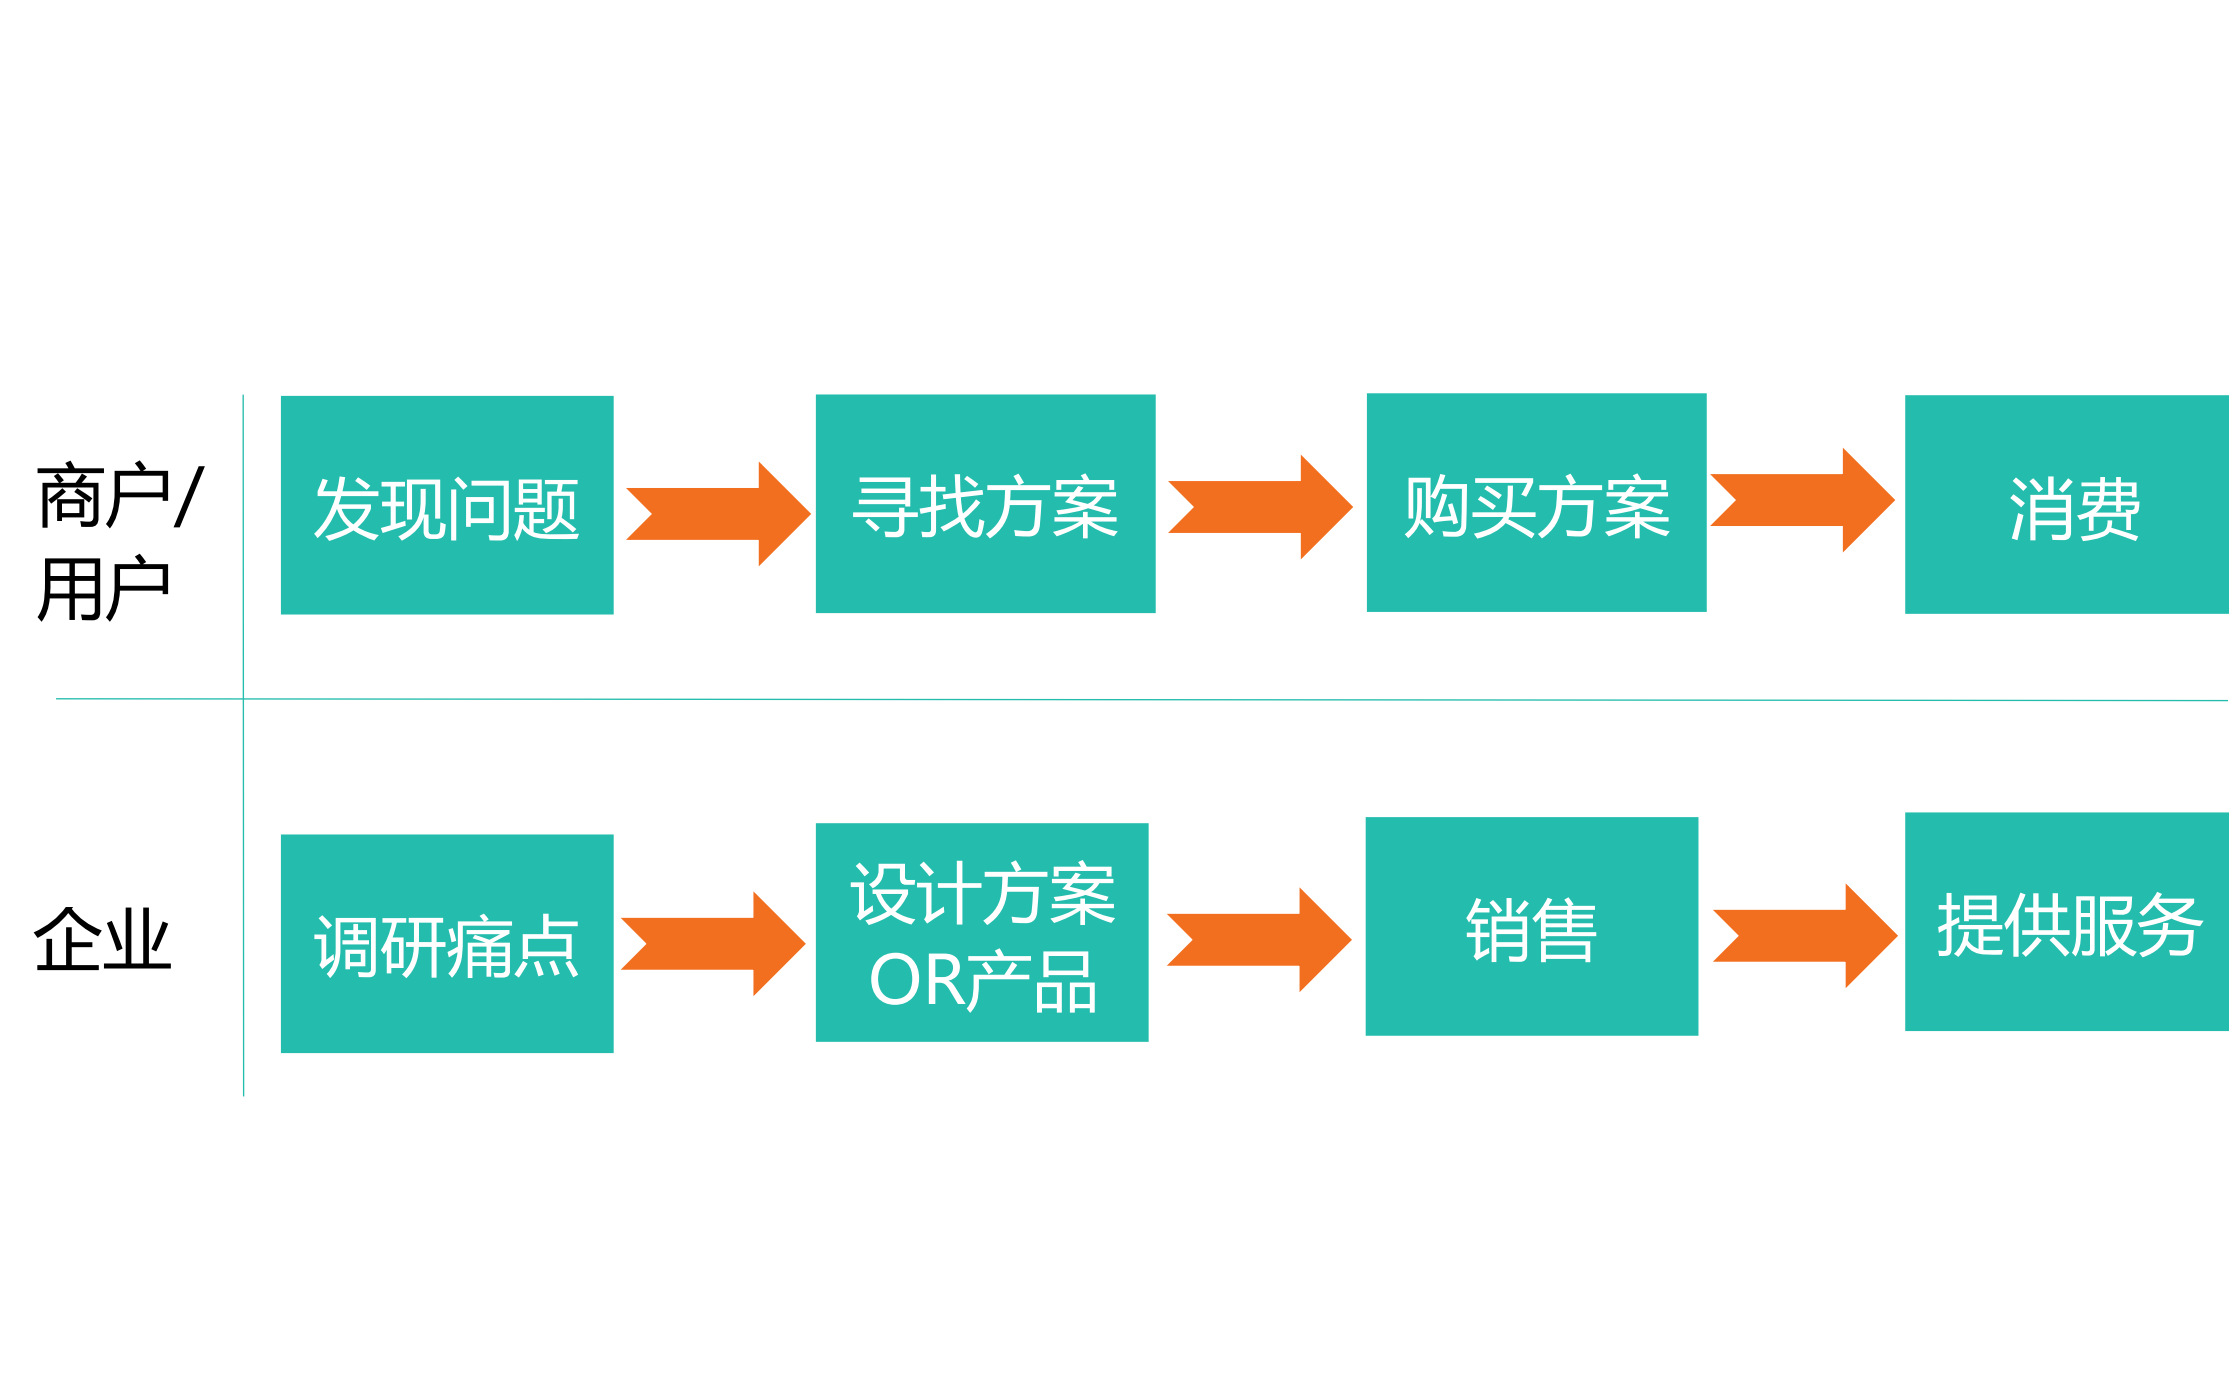 商户/
用户
发现问题
寻找方案
购买方案
消费
企业
调研痛点
设计方案
OR产品
销售
提供服务